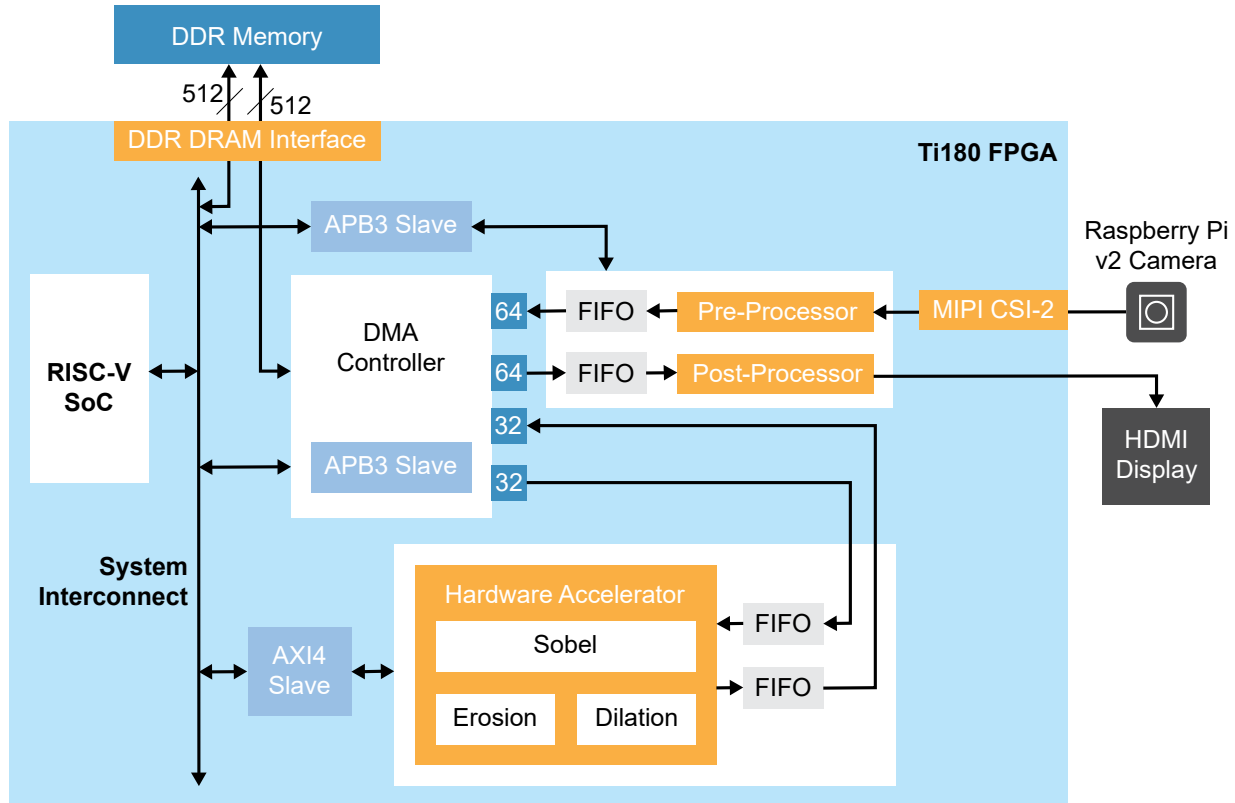 DDR Memory
512
512
DDR DRAM Interface
Ti180 FPGA
APB3 Slave
Raspberry Pi
v2 Camera
64
FIFO
Pre-Processor
MIPI CSI-2
DMA
Controller
RISC-V
SoC
64
FIFO
Post-Processor
32
HDMI
Display
APB3 Slave
32
System
Interconnect
Hardware Accelerator
FIFO
Sobel
AXI4
Slave
FIFO
Erosion
Dilation